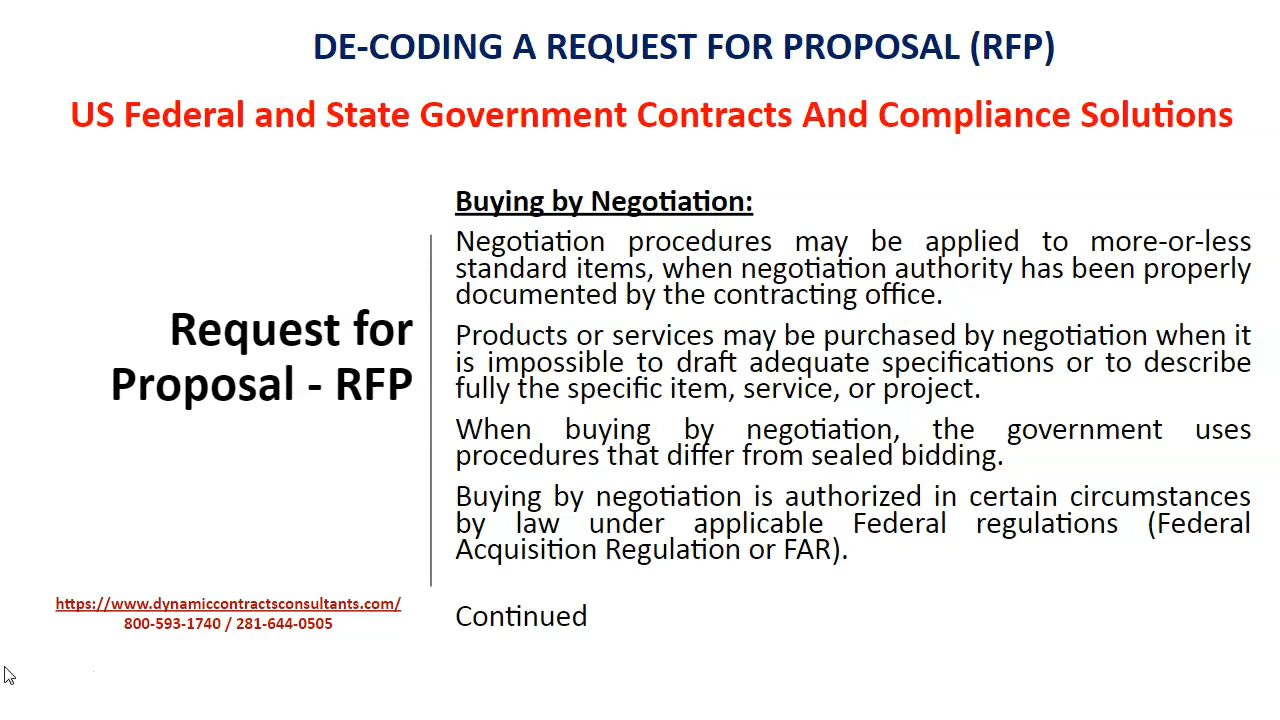 DE-CODING A REQUEST FOR PROPOSAL (RFP)
US Federal and State Government Contracts And Compliance Solutions
Request for
Proposal - RFP
https://www.dynamiccontractsconsultants.com/
800-593-1740 / 281-644-0505
Buying by Negotiation:
Negotiation procedures may be applied to more-or-less
standard items, when negotiation authority has been properly
documented by the contracting office.
Products or services may be purchased by negotiation when it
is impossible to draft adequate specifications or to describe
fully the specific item, service, or project.
When buying by negotiation, the government uses
procedures that differ from sealed bidding.
Buying by negotiation is authorized in certain circumstances
by law under applicable Federal regulations (Federal
Acquisition Regulation or FAR).
Continued